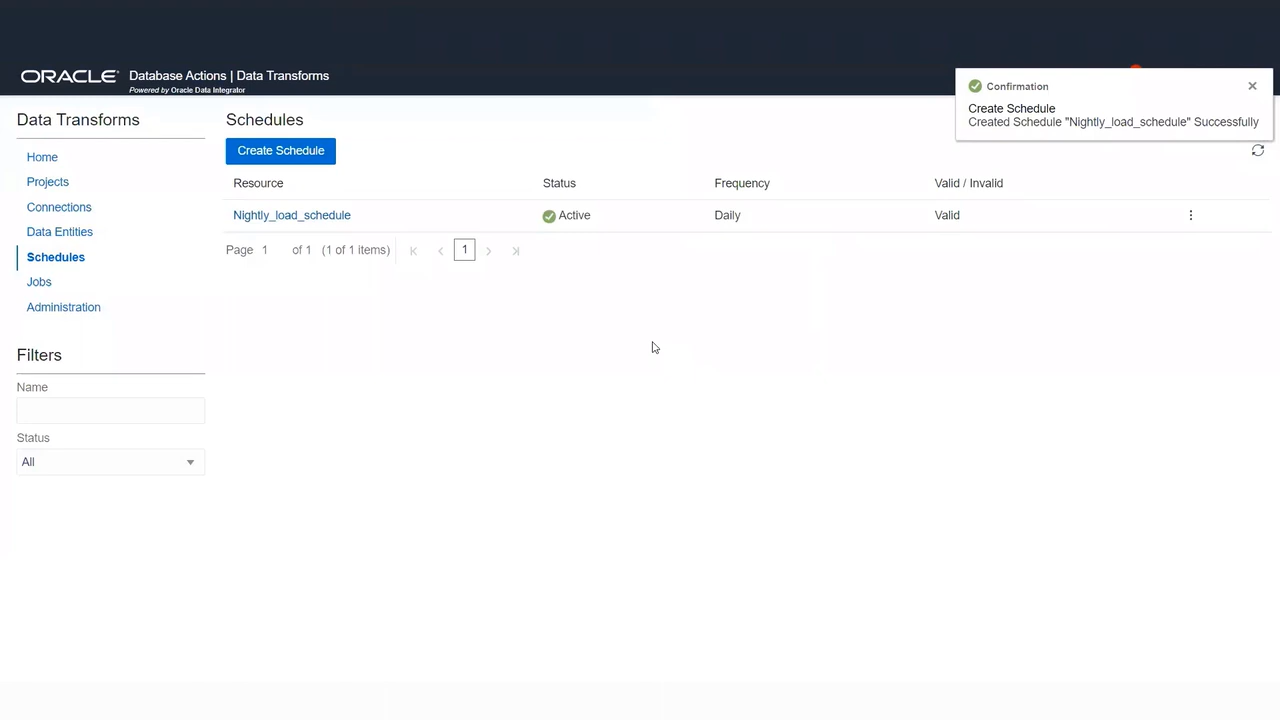 ORACLE Database Actions | Data Transforms
Powered by Oracle Data Integrator
Confirmation
Create Schedule
Created Schedule "Nightly_load_schedule" Successfully
Data Transforms
Home
Projects
Connections
Data Entities
Schedules
Jobs
Administration
Filters
Name
Status
All
Schedules
Create Schedule
Resource Status Frequency Valid / Invalid
Nightly_load_schedule Active Daily Valid
Page 1 of 1 (1 of 1 items) 1